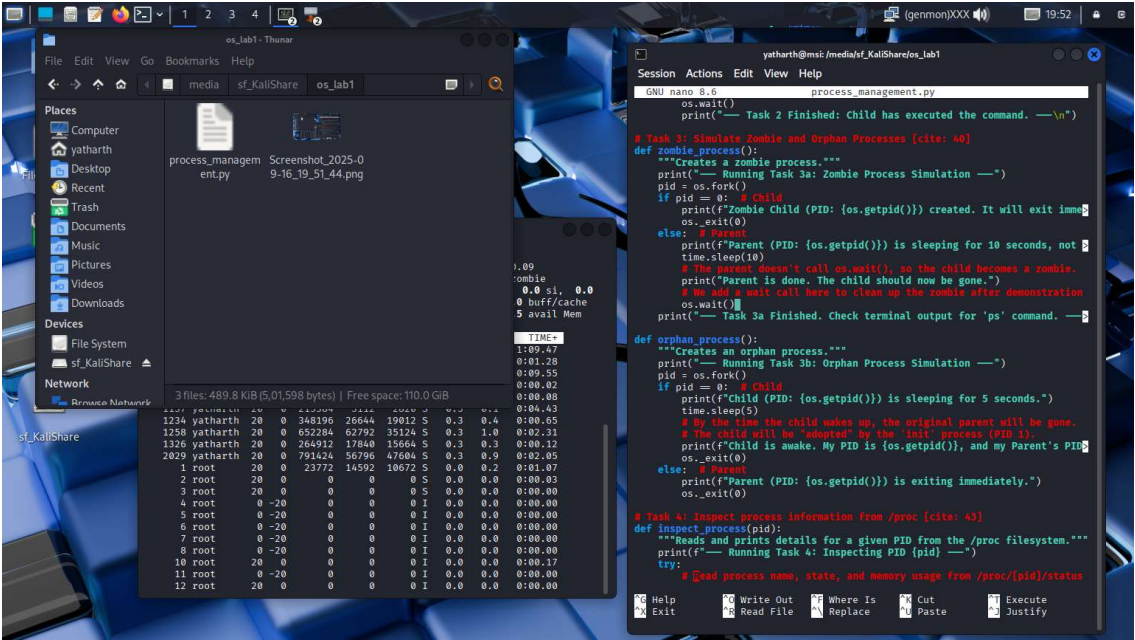 1 2 3 4
(genmon)XXX
19:52
os_lab1 - Thunar
File Edit View Go Bookmarks Help
media sf_KaliShare os_lab1
Places
Computer
yatharth
Desktop
Recent
Trash
Documents
Music
Pictures
Videos
Downloads
Devices
File System
sf_KaliShare
Network
Browse Network
process_managem
ent.py
Screenshot_2025-0
9-16_19_51_44.png
3 files: 489.8 KiB (5,01,598 bytes) | Free space: 110.0 GiB
sf_KaliShare
0.0 si, 0.0
buff/cache
avail Mem
TIME+
1:09.47
0:01.28
0:09.55
0:00.02
0:00.08
0:04.43
1234 yatharth 20 0 348196 26644 19012 S 0.3 0.4 0:00.65
1258 yatharth 20 0 652284 62792 35124 S 0.3 1.0 0:02.31
1326 yatharth 20 0 264912 17840 15664 S 0.3 0.3 0:00.12
2029 yatharth 20 0 791424 56796 47604 S 0.3 0.9 0:02.05
1 root 20 0 23772 14592 10672 S 0.0 0.2 0:01.07
2 root 20 0 0 0 0 S 0.0 0.0 0:00.03
3 root 20 0 0 0 0 S 0.0 0.0 0:00.00
4 root 0 -20 0 0 0 I 0.0 0.0 0:00.00
5 root 0 -20 0 0 0 I 0.0 0.0 0:00.00
6 root 0 -20 0 0 0 I 0.0 0.0 0:00.00
7 root 0 -20 0 0 0 I 0.0 0.0 0:00.00
8 root 0 -20 0 0 0 I 0.0 0.0 0:00.00
10 root 20 0 0 0 0 I 0.0 0.0 0:00.17
11 root 0 -20 0 0 0 I 0.0 0.0 0:00.00
12 root 20 0 0 0 0 I 0.0 0.0 0:00.00
yatharth@msi: /media/sf_KaliShare/os_lab1
Session Actions Edit View Help
GNU nano 8.6 process_management.py
os.wait()
print("— Task 2 Finished: Child has executed the command. —\n")
# Task 3: Simulate Zombie and Orphan Processes [cite: 40]
def zombie_process():
"""Creates a zombie process."""
print("— Running Task 3a: Zombie Process Simulation —")
pid = os.fork()
if pid == 0: # Child
print(f"Zombie Child (PID: {os.getpid()}) created. It will exit imme>
os._exit(0)
else: # Parent
print(f"Parent (PID: {os.getpid()}) is sleeping for 10 seconds, not >
time.sleep(10)
# The parent doesn't call os.wait(), so the child becomes a zombie.
print("Parent is done. The child should now be gone.")
# We add a wait call here to clean up the zombie after demonstration
os.wait()
print("— Task 3a Finished. Check terminal output for 'ps' command. —>
def orphan_process():
"""Creates an orphan process."""
print("— Running Task 3b: Orphan Process Simulation —")
pid = os.fork()
if pid == 0: # Child
print(f"Child (PID: {os.getpid()}) is sleeping for 5 seconds.")
time.sleep(5)
# By the time the child wakes up, the original parent will be gone.
# The child will be "adopted" by the 'init' process (PID 1).
print(f"Child is awake. My PID is {os.getpid()}, and my Parent's PID>
os._exit(0)
else: # Parent
print(f"Parent (PID: {os.getpid()}) is exiting immediately.")
os._exit(0)
# Task 4: Inspect process information from /proc [cite: 43]
def inspect_process(pid):
"""Reads and prints details for a given PID from the /proc filesystem."""
print(f"— Running Task 4: Inspecting PID {pid} —")
try:
# Read process name, state, and memory usage from /proc/[pid]/status
^G Help ^O Write Out ^F Where Is ^K Cut ^T Execute
^X Exit ^R Read File ^\ Replace ^U Paste ^J Justify